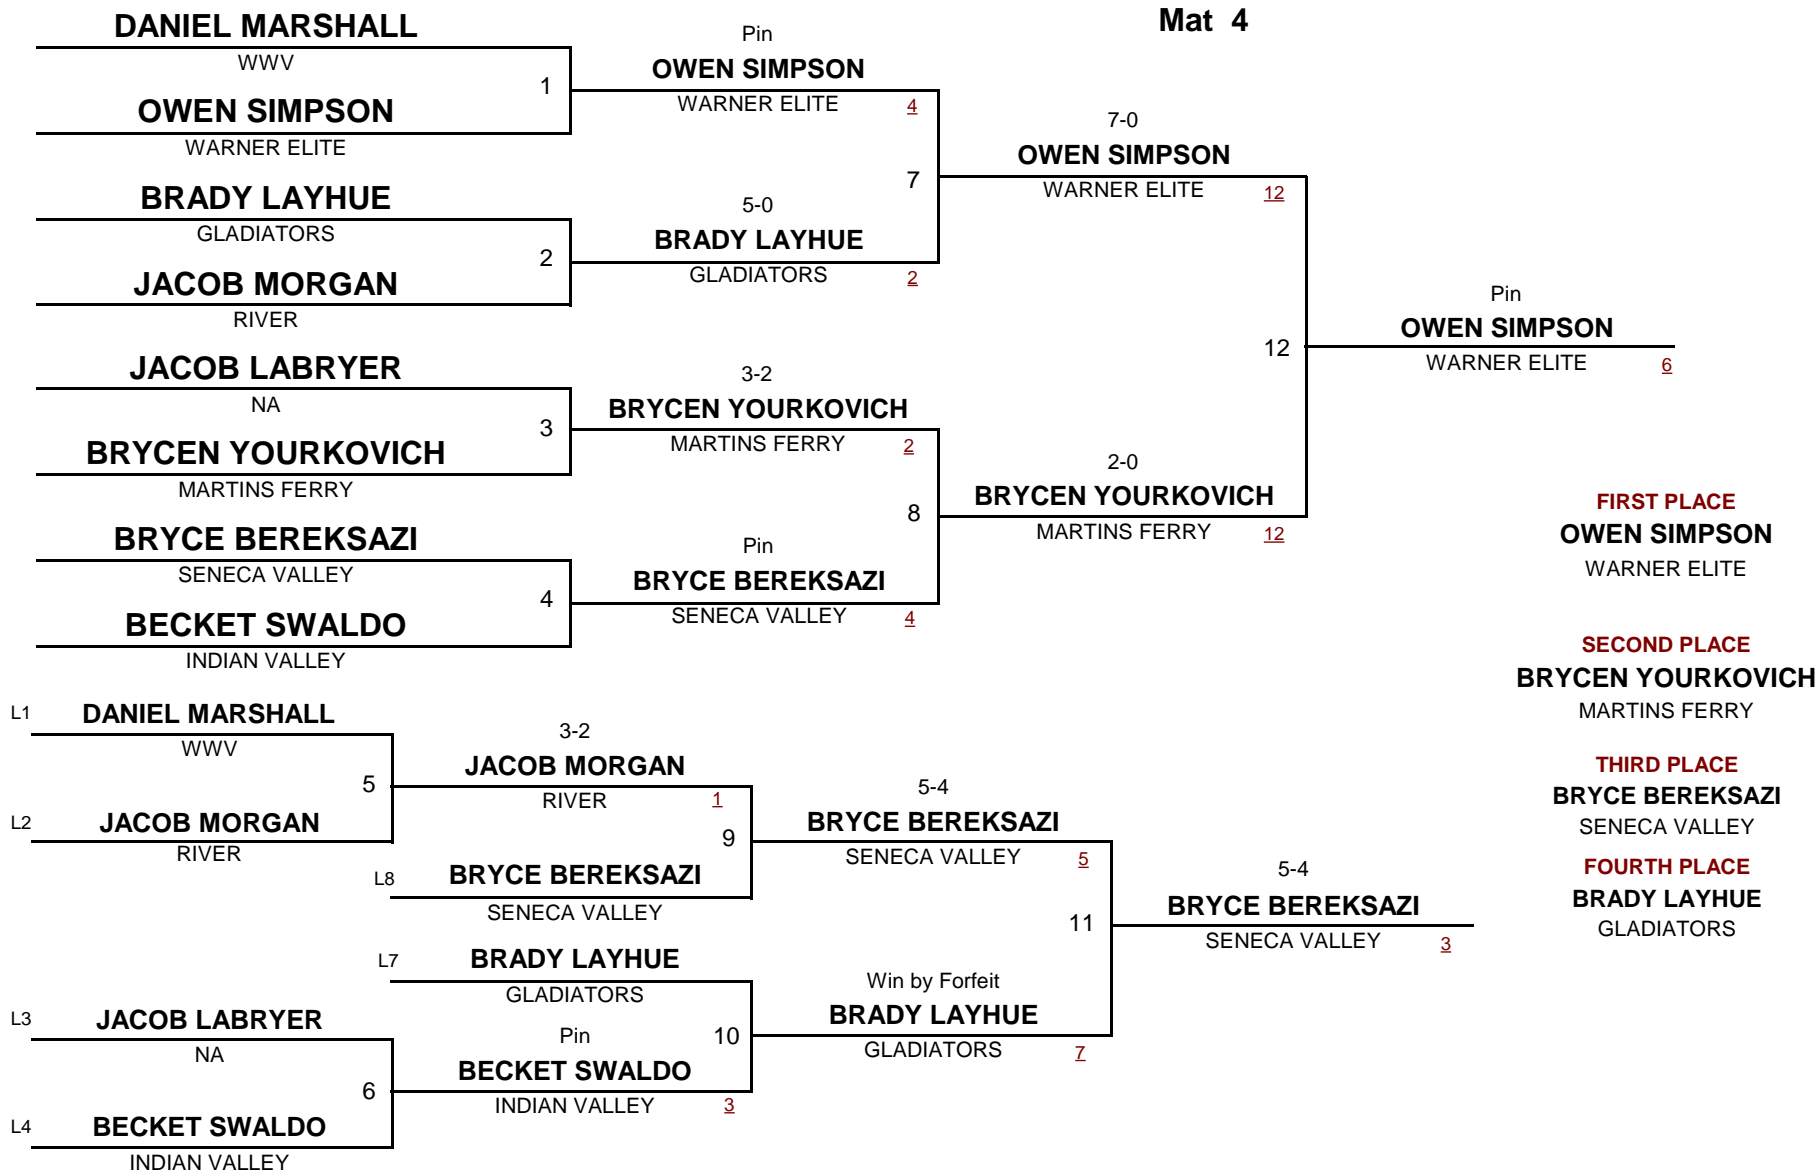 Mat 4
DANIEL MARSHALL
WWV
1
OWEN SIMPSON
WARNER ELITE
BRADY LAYHUE
GLADIATORS
2
JACOB MORGAN
RIVER
JACOB LABRYER
NA
3
BRYCEN YOURKOVICH
MARTINS FERRY
BRYCE BEREKSAZI
SENECA VALLEY
4
BECKET SWALDO
INDIAN VALLEY
Pin
OWEN SIMPSON
WARNER ELITE 4
7
5-0
BRADY LAYHUE
GLADIATORS 2
3-2
BRYCEN YOURKOVICH
MARTINS FERRY 2
8
Pin
BRYCE BEREKSAZI
SENECA VALLEY 4
7-0
OWEN SIMPSON
WARNER ELITE 12
12
2-0
BRYCEN YOURKOVICH
MARTINS FERRY 12
Pin
OWEN SIMPSON
WARNER ELITE 6
FIRST PLACE
OWEN SIMPSON
WARNER ELITE
SECOND PLACE
BRYCEN YOURKOVICH
MARTINS FERRY
THIRD PLACE
BRYCE BEREKSAZI
SENECA VALLEY
FOURTH PLACE
BRADY LAYHUE
GLADIATORS
L1 DANIEL MARSHALL
WWV
5
L2 JACOB MORGAN
RIVER
L3 JACOB LABRYER
NA
6
L4 BECKET SWALDO
INDIAN VALLEY
3-2
JACOB MORGAN
RIVER 1
9
L8 BRYCE BEREKSAZI
SENECA VALLEY
L7 BRADY LAYHUE
GLADIATORS
10
Pin
BECKET SWALDO
INDIAN VALLEY 3
5-4
BRYCE BEREKSAZI
SENECA VALLEY 5
11
Win by Forfeit
BRADY LAYHUE
GLADIATORS 7
5-4
BRYCE BEREKSAZI
SENECA VALLEY 3